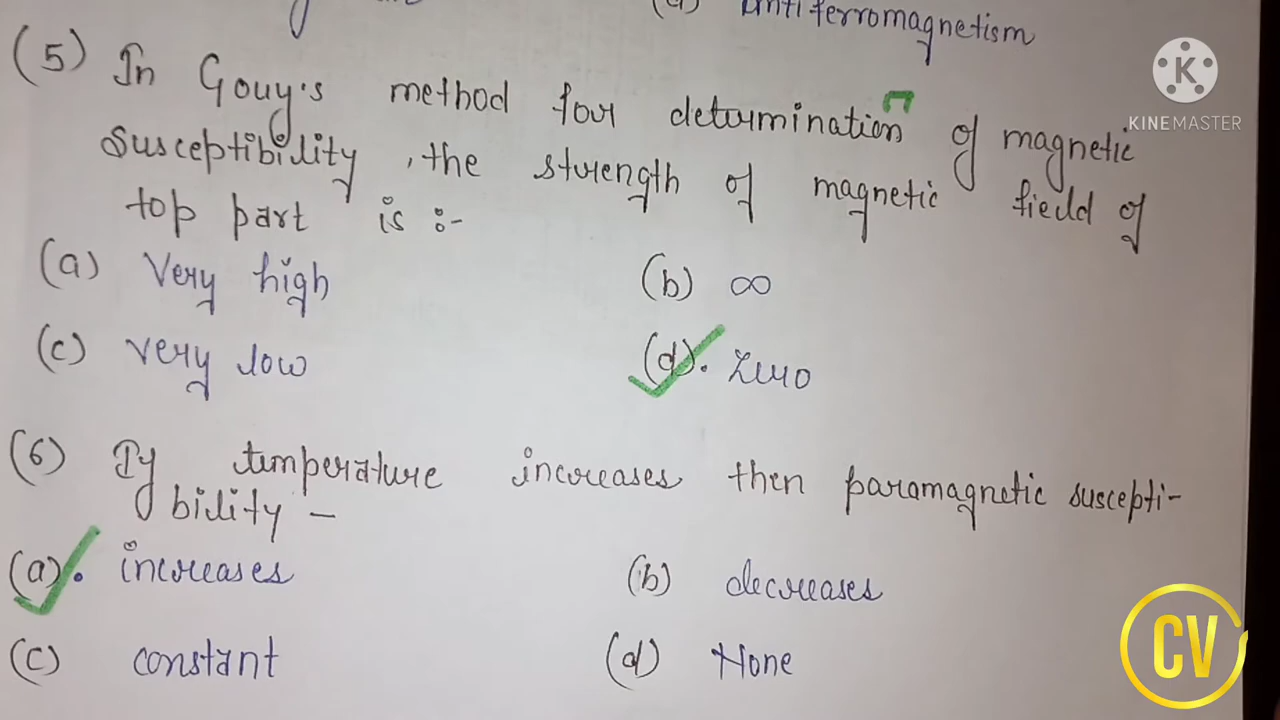 (d) Antiferromagnetism
(5) In Gouy's method for determination of magnetic
susceptibility, the strength of magnetic field of
top part is :-
(a) Very high (b) ∞
(c) very low (d). Zero
(6) If temperature increases then paramagnetic suscepti-
bility -
(a). increases (b) decreases
(c) constant (d) None
K
KINEMASTER
CV